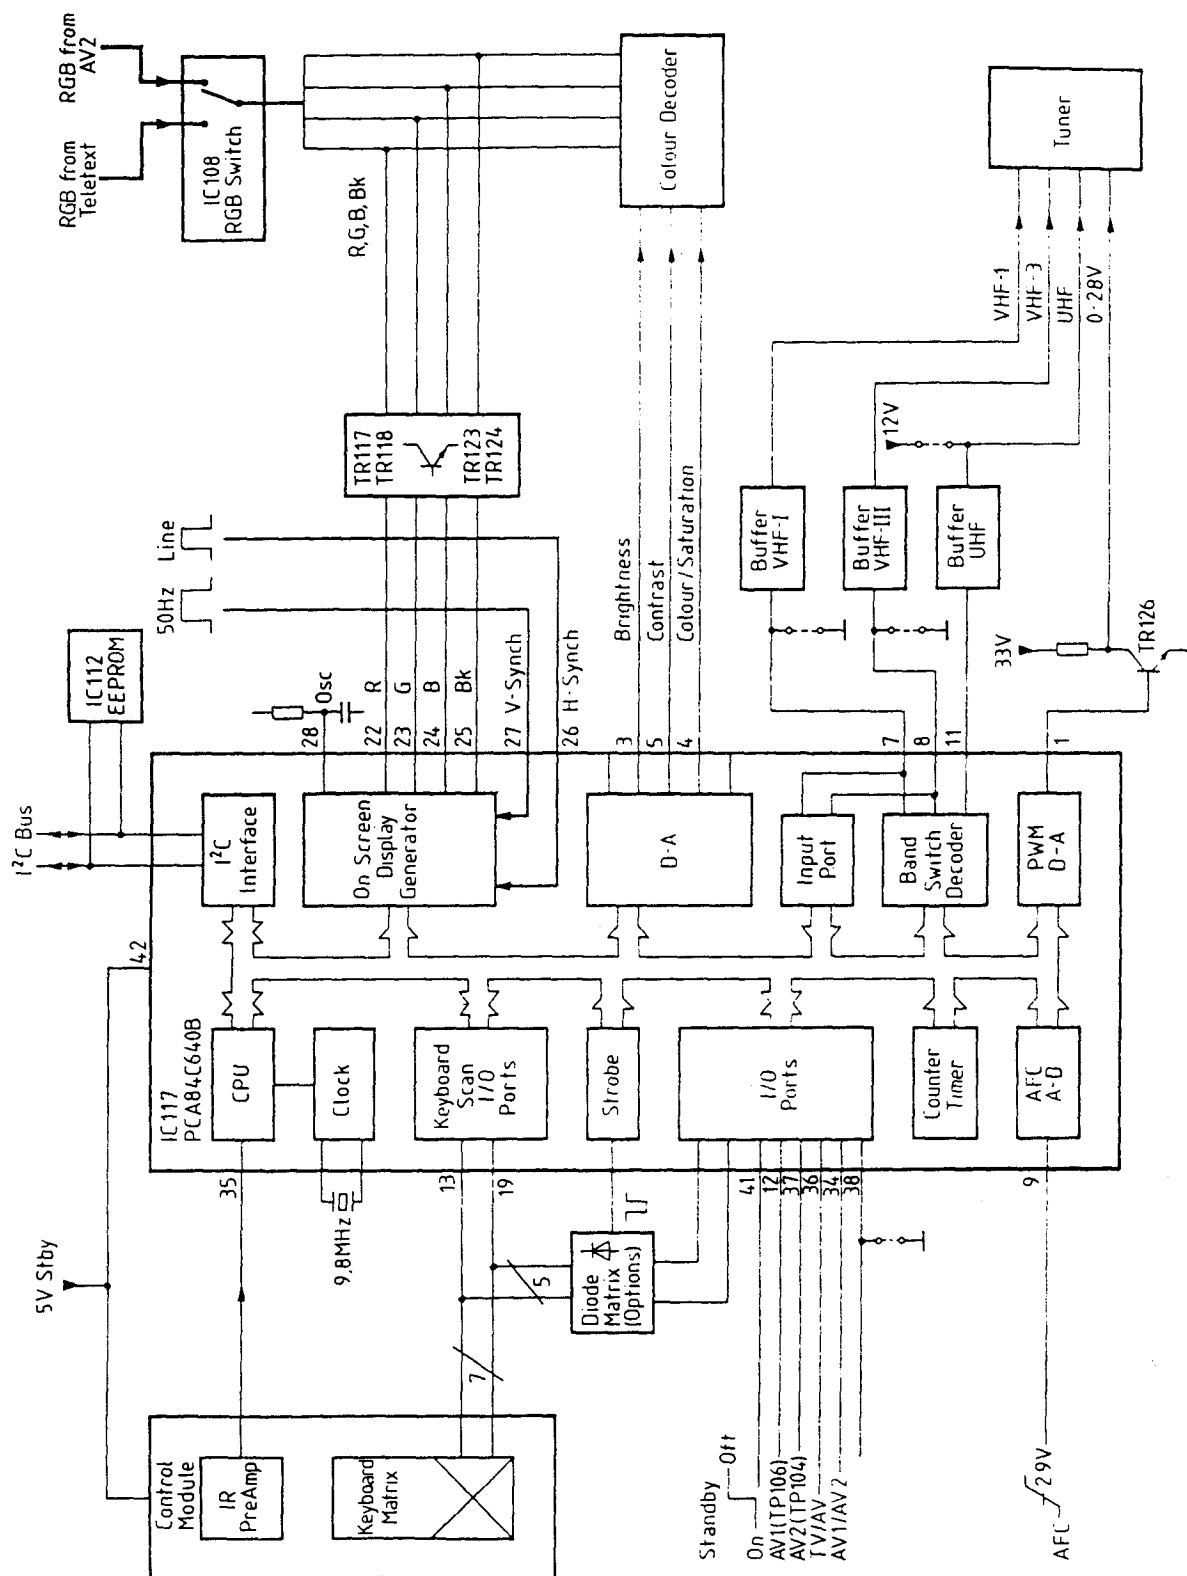 Control
Module
IR
PreAmp
Keyboard
Matrix
5V Stby
7
5
Diode
Matrix
(Options)
9.8MHz
35
13
19
42
IC117
PCA84C640B
CPU
Clock
Keyboard
Scan
I/O
Ports
Strobe
I/O
Ports
Counter
Timer
AFC
A-D
I²C
Interface
On Screen
Display
Generator
D-A
Input
Port
Band
Switch
Decoder
PWM
D-A
I²C Bus
IC112
EEPROM
28
Osc
22
R
23
G
24
B
25
Bk
27 V-Synch
26 H-Synch
50Hz
Line
TR117
TR118
TR123
TR124
R,G,B,Bk
RGB from
Teletext
RGB from
AV2
IC108
RGB Switch
Colour Decoder
3
5
4
Brightness
Contrast
Colour/Saturation
7
8
11
1
Buffer
VHF-I
Buffer
VHF-III
Buffer
UHF
12V
33V
TR126
VHF-1
VHF-3
UHF
0-28V
Tuner
Standby
On
Off
AV1(TP106)
AV2(TP104)
TV/AV
AV1/AV2
41
12
37
36
34
38
AFC
2.9V
9